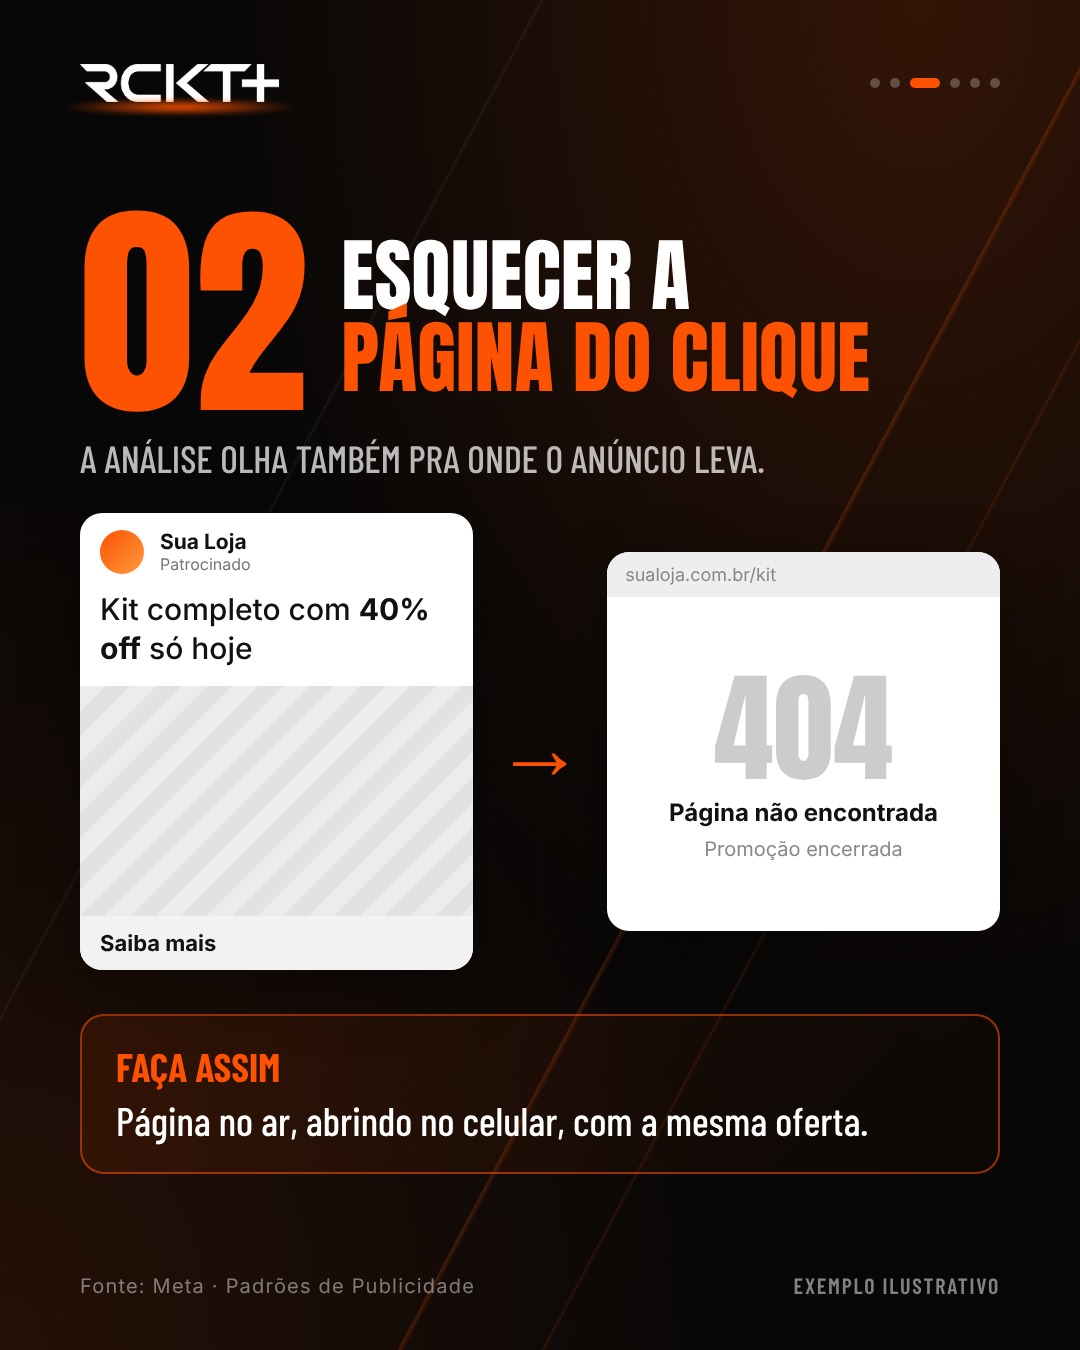 RCKT+
02
ESQUECER A
PÁGINA DO CLIQUE
A ANÁLISE OLHA TAMBÉM PRA ONDE O ANÚNCIO LEVA.
Sua Loja
Patrocinado
Kit completo com 40%
off só hoje
Saiba mais
→
sualoja.com.br/kit
404
Página não encontrada
Promoção encerrada
FAÇA ASSIM
Página no ar, abrindo no celular, com a mesma oferta.
Fonte: Meta · Padrões de Publicidade
EXEMPLO ILUSTRATIVO